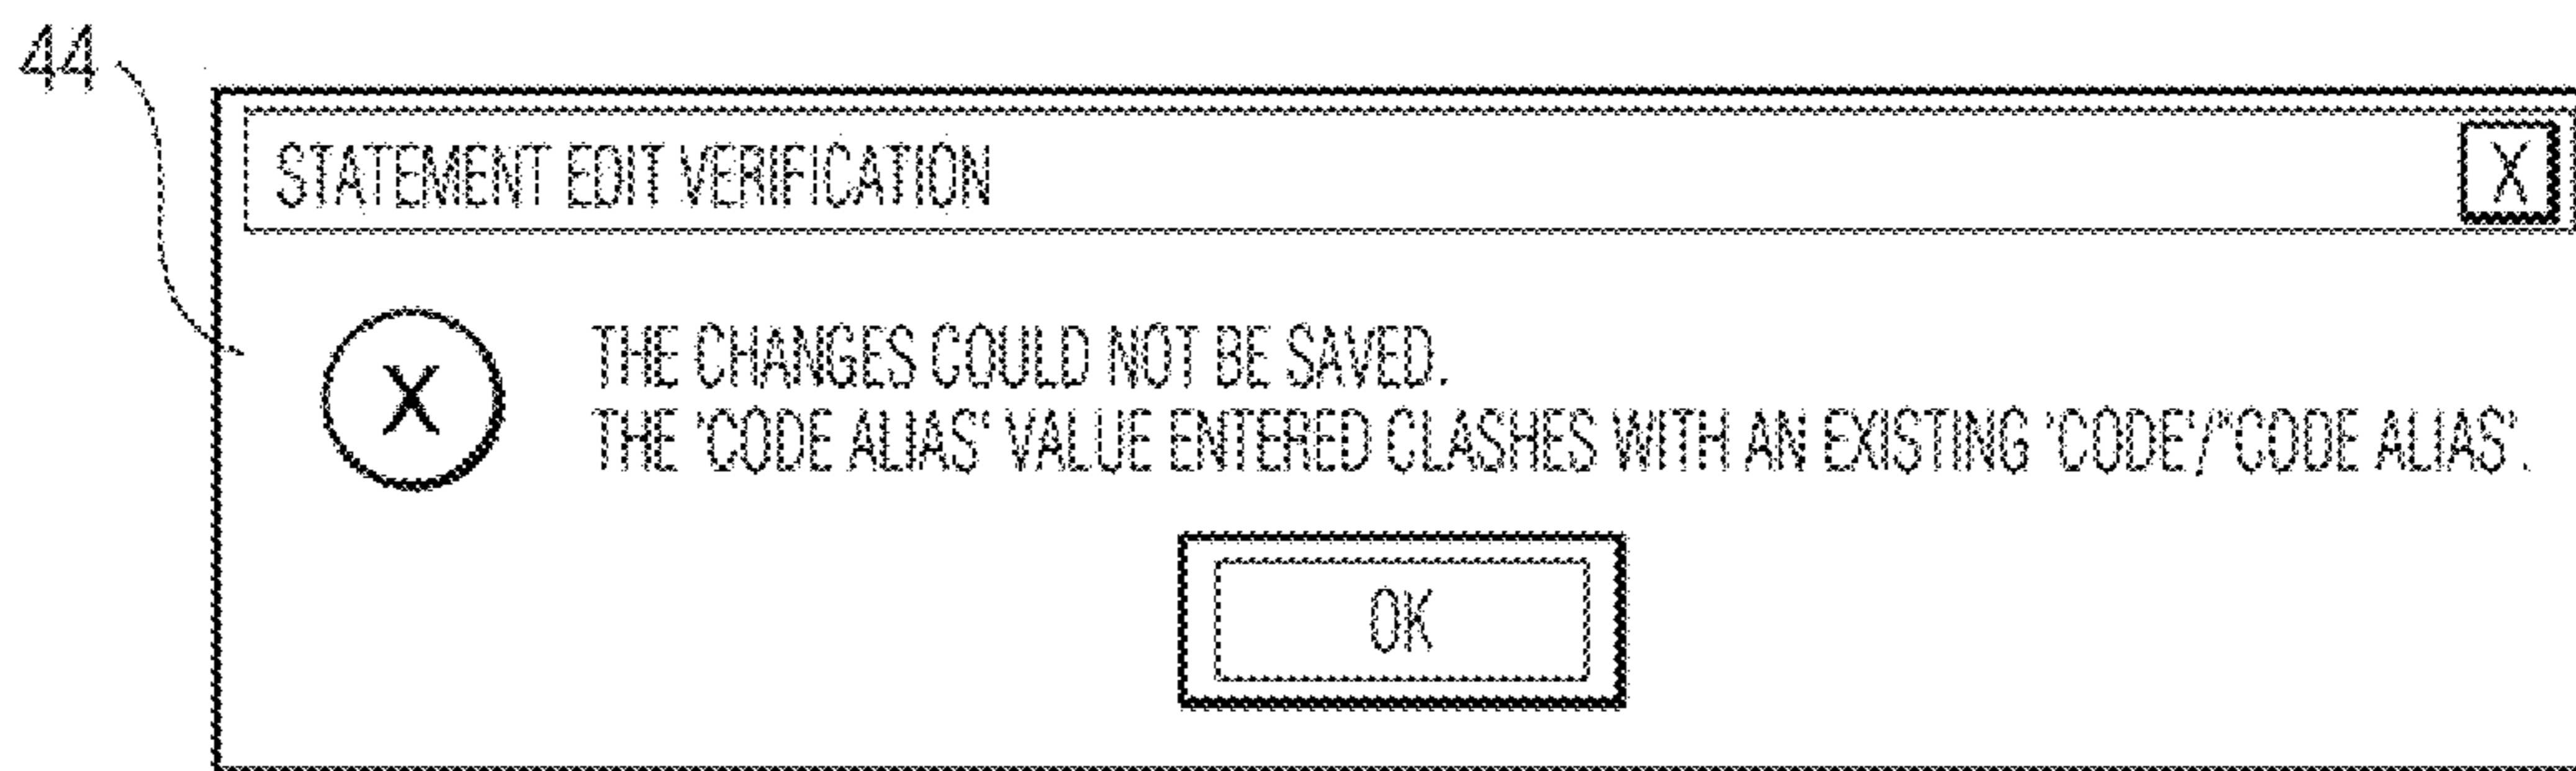 44
STATEMENT EDIT VERIFICATION X
X THE CHANGES COULD NOT BE SAVED.
THE 'CODE ALIAS' VALUE ENTERED CLASHES WITH AN EXISTING 'CODE'/'CODE ALIAS'.
OK